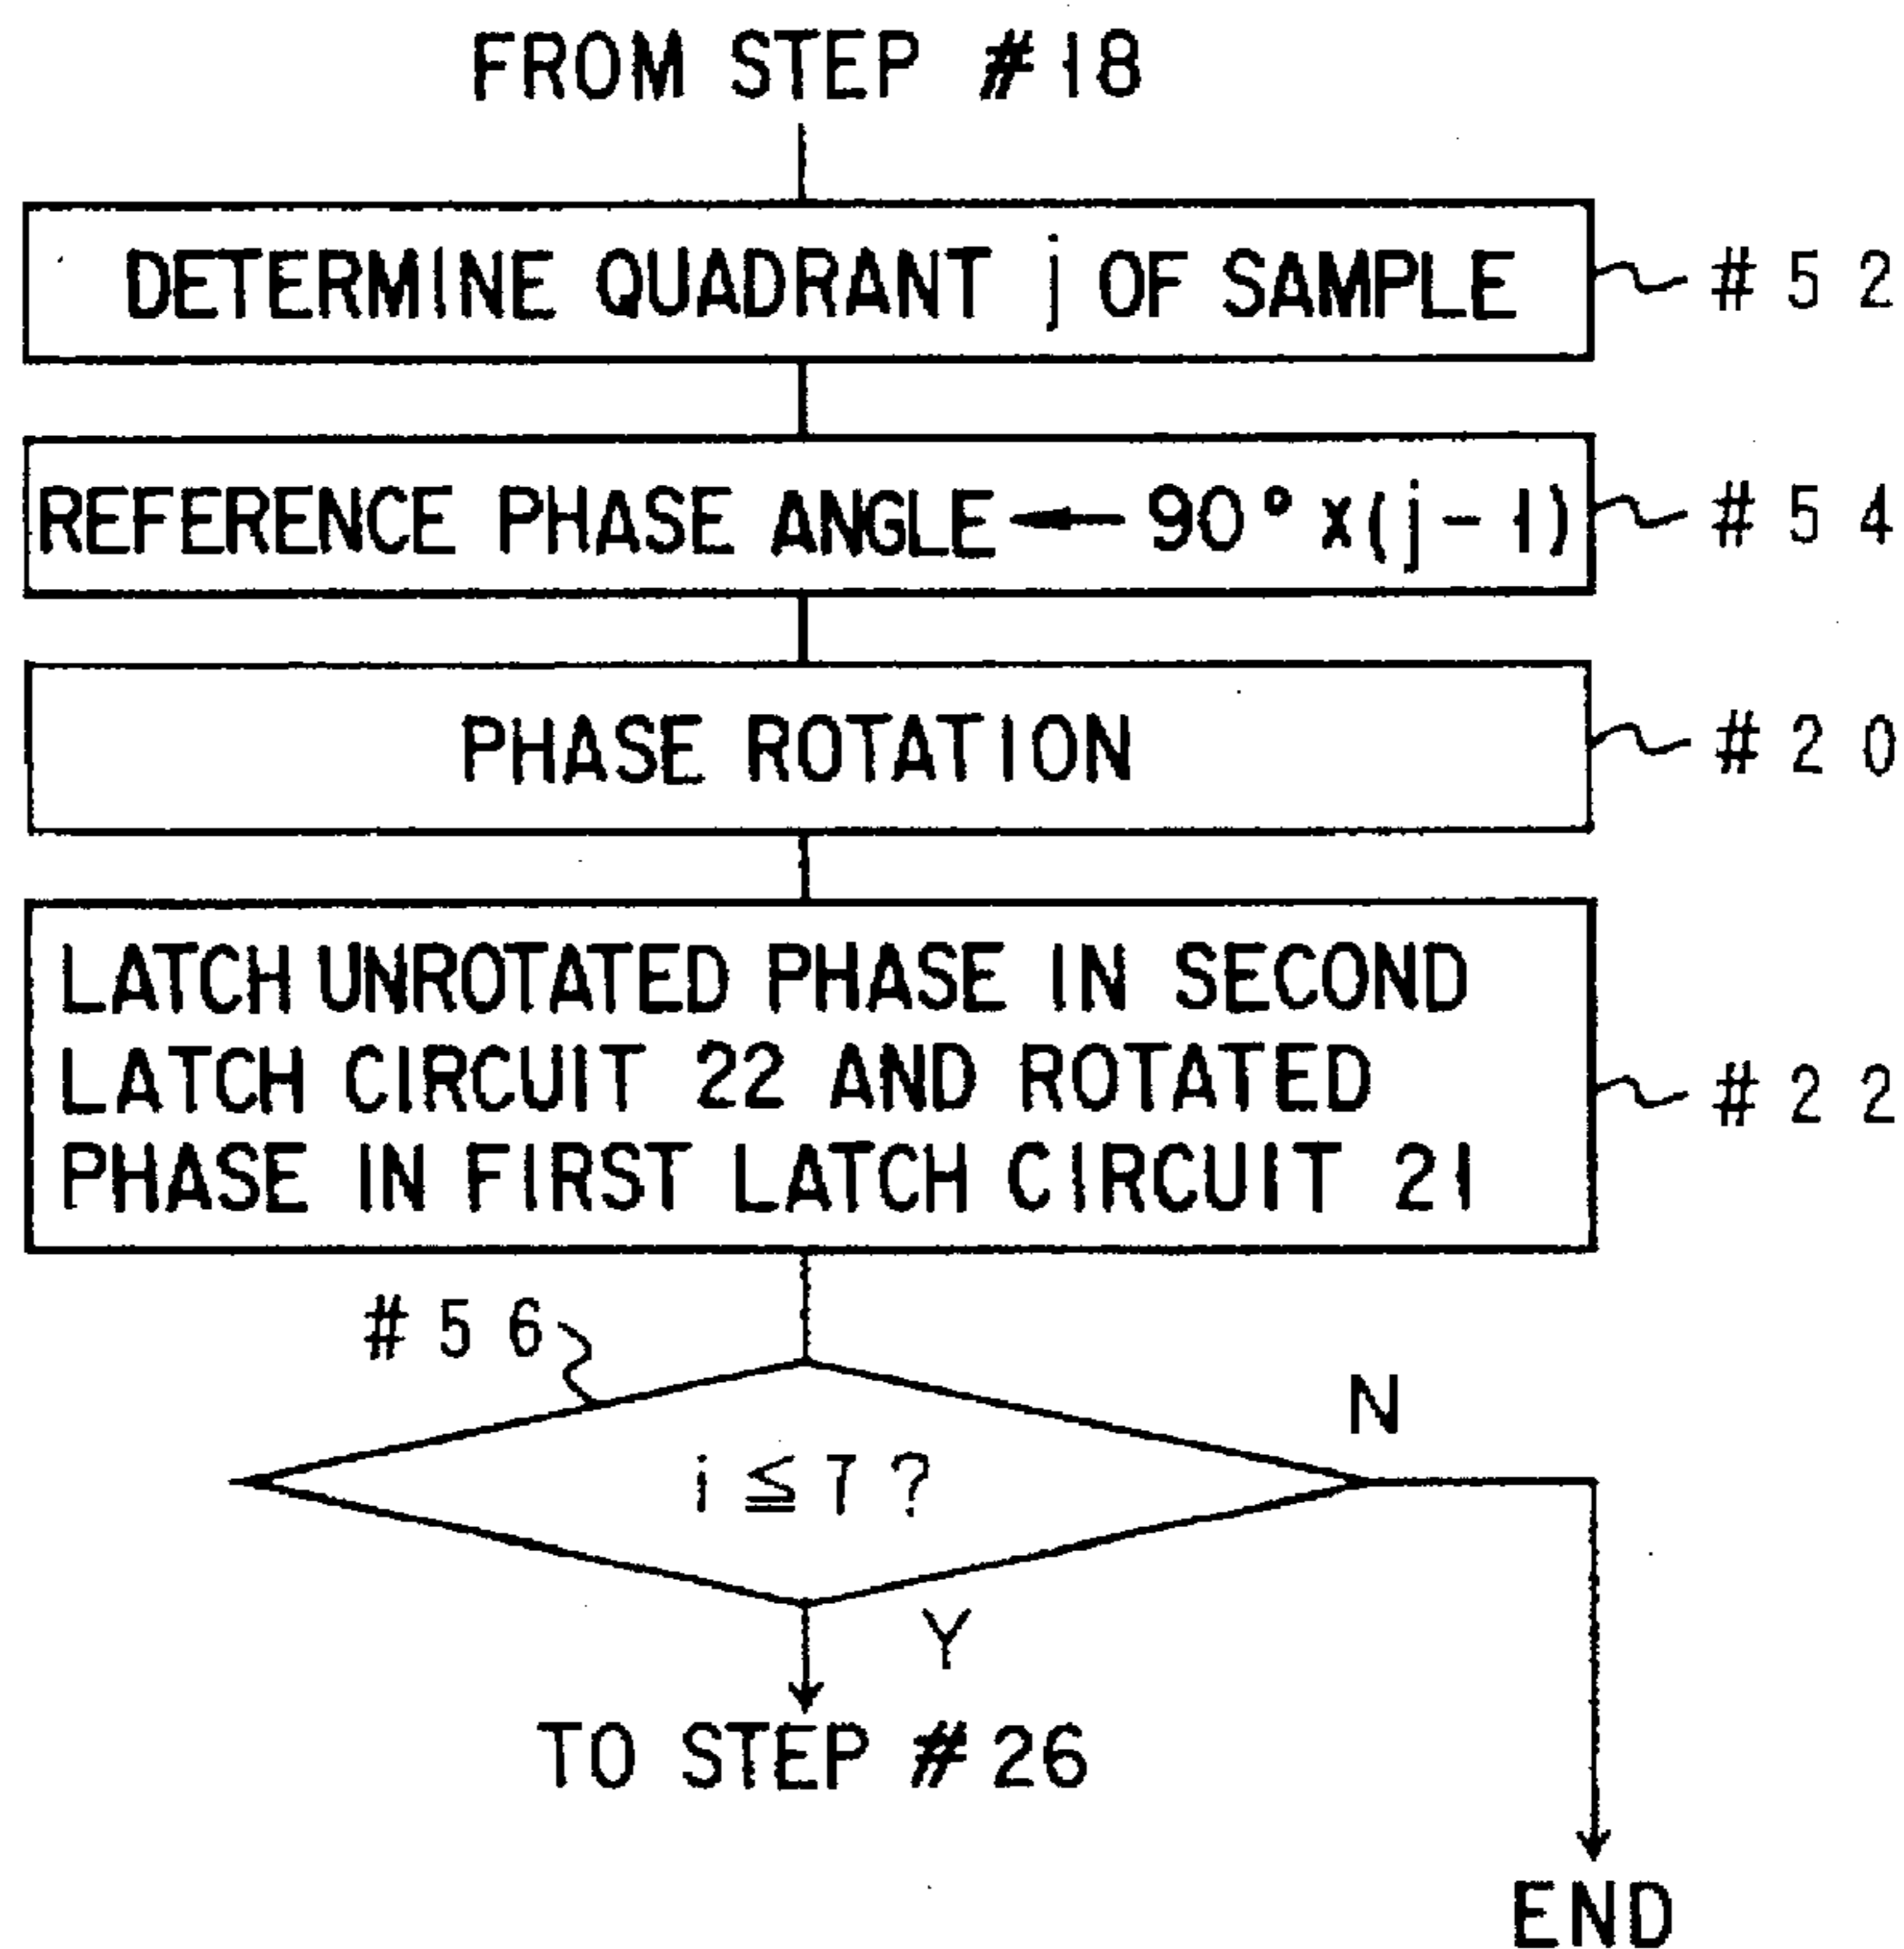 FROM STEP #18
DETERMINE QUADRANT j OF SAMPLE
#52
REFERENCE PHASE ANGLE ← 90° x(j-1)
#54
PHASE ROTATION
#20
LATCH UNROTATED PHASE IN SECOND
LATCH CIRCUIT 22 AND ROTATED
PHASE IN FIRST LATCH CIRCUIT 21
#22
#56
i ≦ 7 ?
N
Y
TO STEP #26
END